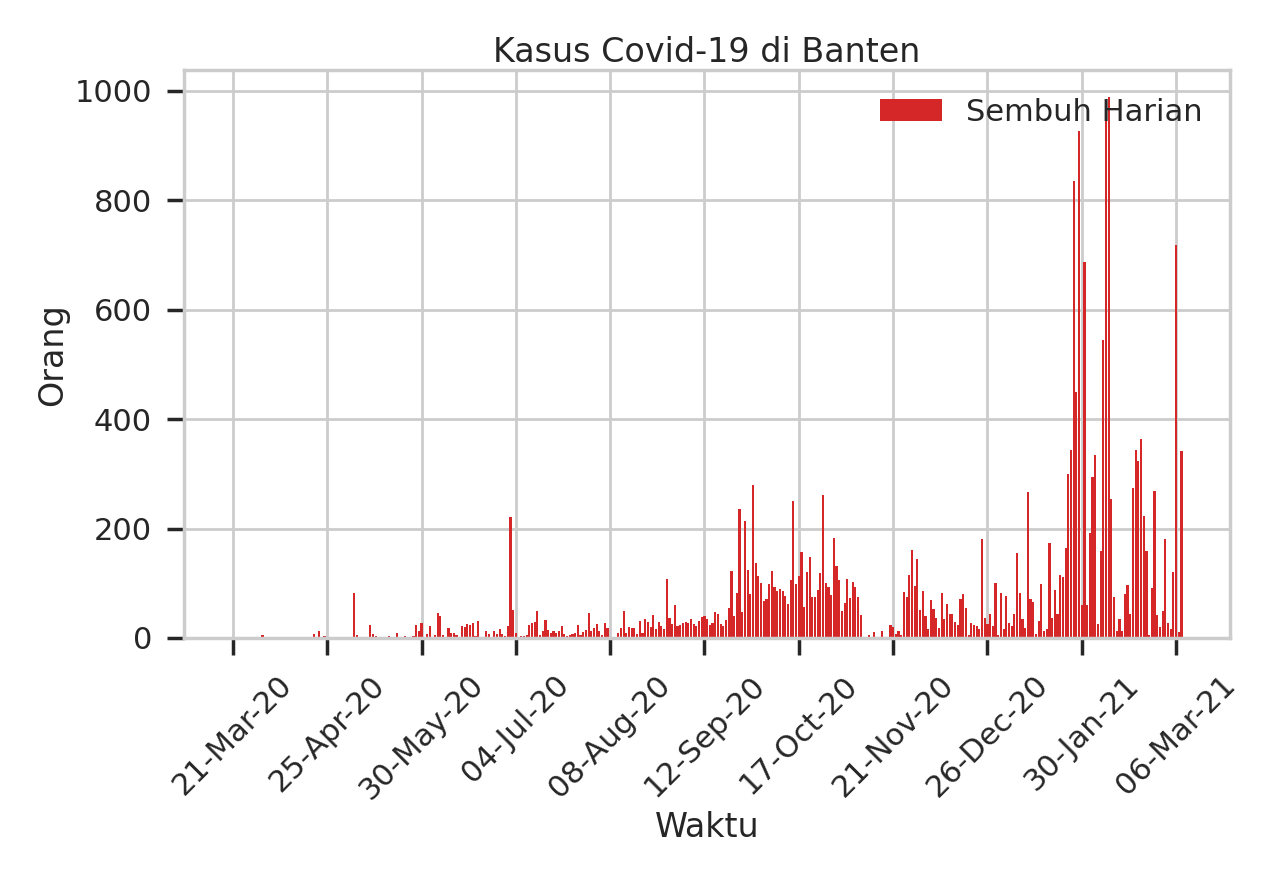 Kasus Covid-19 di Banten
Sembuh Harian
1000
800
600
400
200
0
Orang
21-Mar-20
25-Apr-20
30-May-20
04-Jul-20
08-Aug-20
12-Sep-20
17-Oct-20
21-Nov-20
26-Dec-20
30-Jan-21
06-Mar-21
Waktu